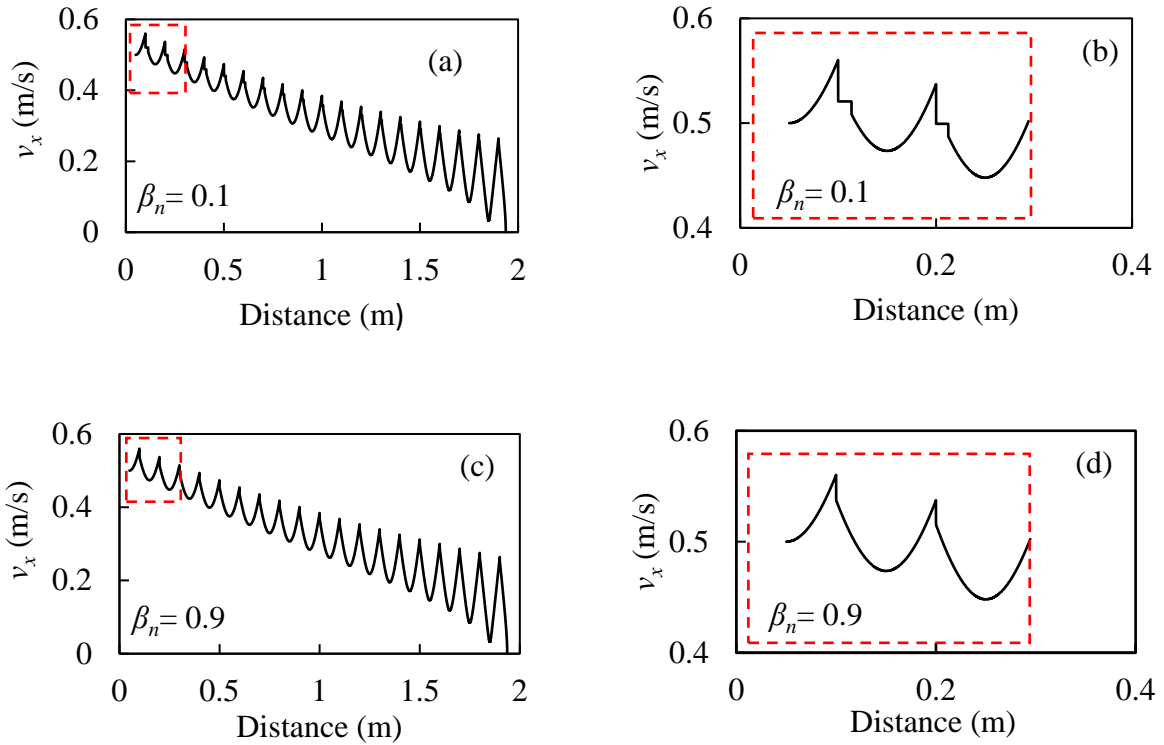 0.6
0.4
0.2
0
v_x (m/s)
(a)
β_n= 0.1
0
0.5
1
1.5
2
Distance (m)
0.6
0.5
0.4
v_x (m/s)
(b)
β_n= 0.1
0
0.2
0.4
Distance (m)
0.6
0.4
0.2
0
v_x (m/s)
(c)
β_n= 0.9
0
0.5
1
1.5
2
Distance (m)
0.6
0.5
0.4
v_x (m/s)
(d)
β_n= 0.9
0
0.2
0.4
Distance (m)